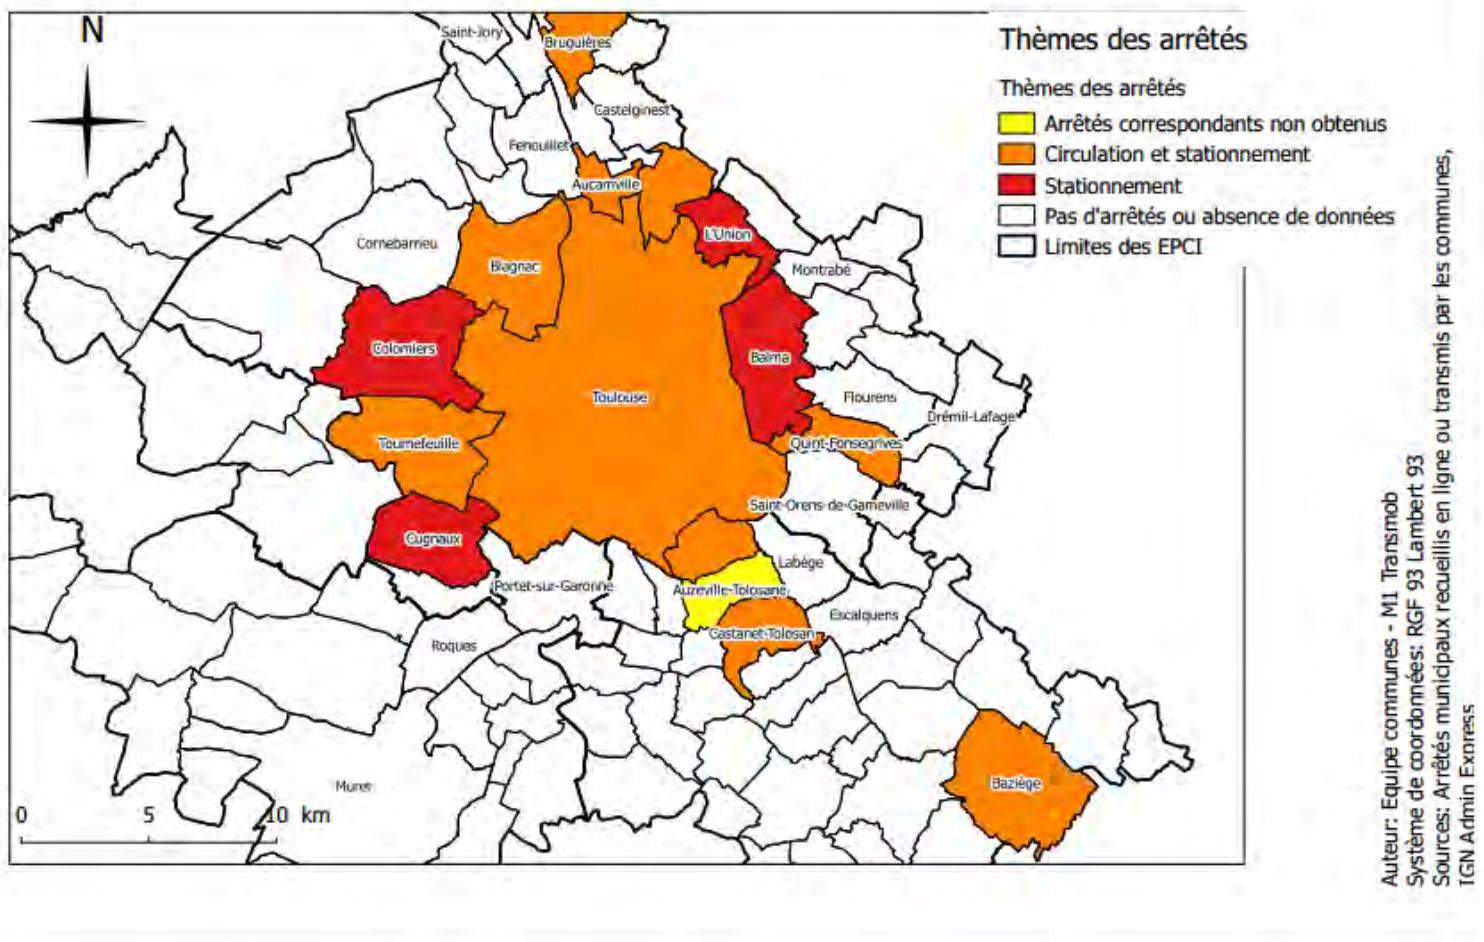 N
Saint-Jory
Bruguières
Castelginest
Fenouillet
Aucamville
L'Union
Cornebarrieu
Blagnac
Montrabé
Colomiers
Balma
Toulouse
Flourens
Drémil-Lafage
Tournefeuille
Quint-Fonsegrives
Saint-Orens-de-Gameville
Cugnaux
Labège
Portet-sur-Garonne
Auzeville-Tolosane
Escalquens
Castanet-Tolosan
Roques
Muret
Baziège
0 5 10 km
Thèmes des arrêtés
Thèmes des arrêtés
Arrêtés correspondants non obtenus
Circulation et stationnement
Stationnement
Pas d'arrêtés ou absence de données
Limites des EPCI
Auteur: Equipe communes - M1 Transmob
Système de coordonnées: RGF 93 Lambert 93
Sources: Arrêtés municipaux recueillis en ligne ou transmis par les communes,
IGN Admin Express